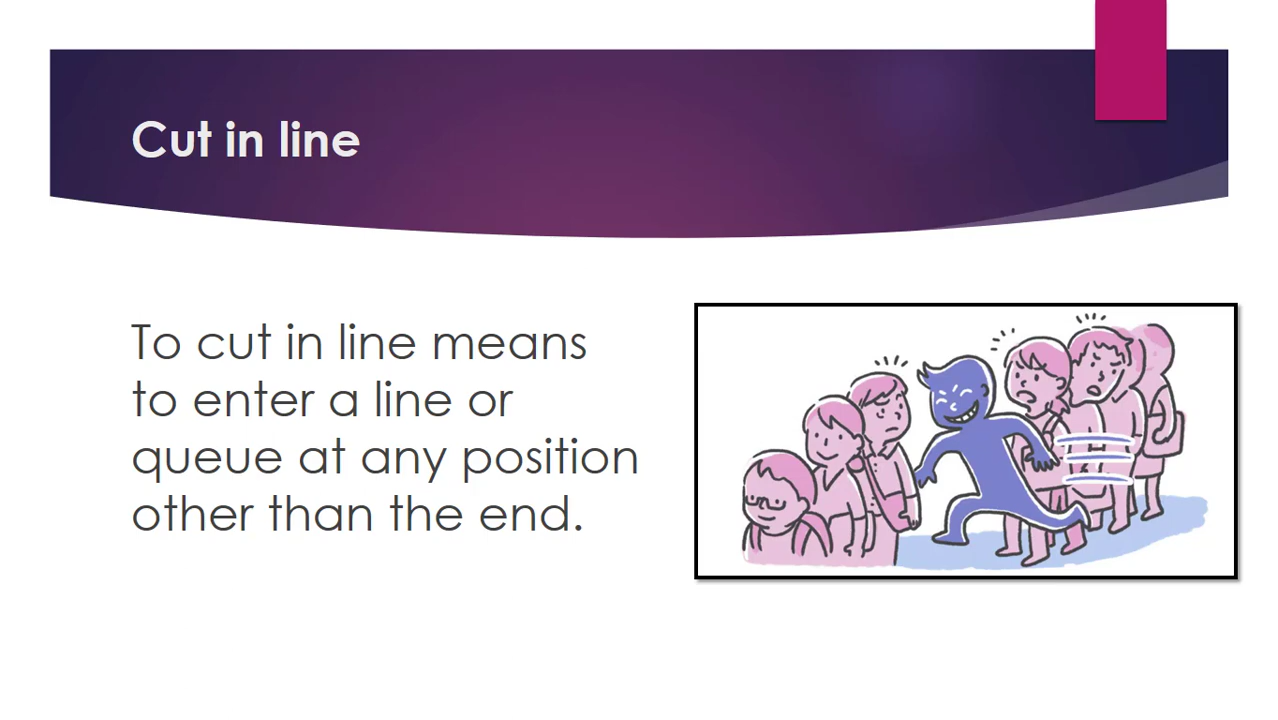 Cut in line
To cut in line means
to enter a line or
queue at any position
other than the end.